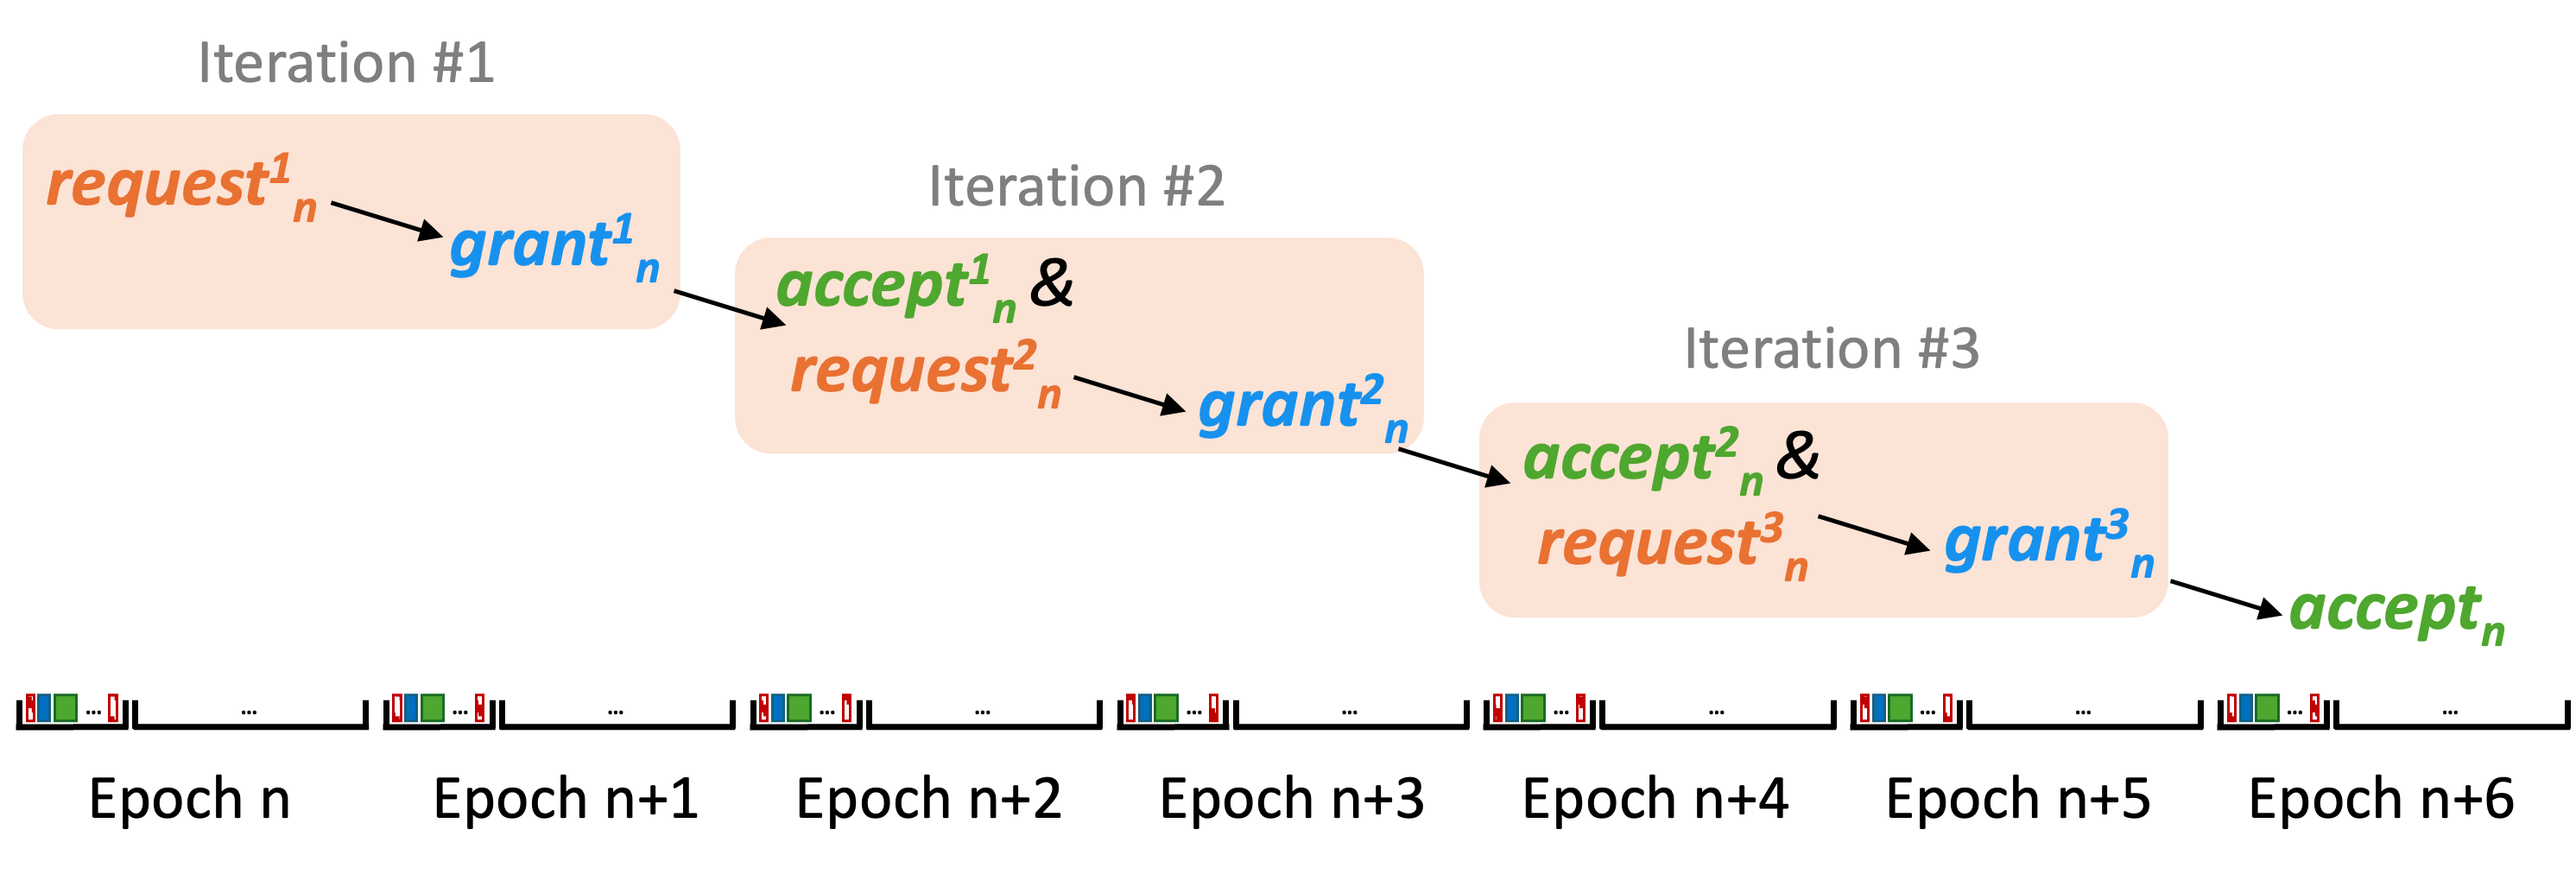 Iteration #1
request¹ₙ
grant¹ₙ
Iteration #2
accept¹ₙ &
request²ₙ
grant²ₙ
Iteration #3
accept²ₙ &
request³ₙ
grant³ₙ
acceptₙ
... ... ... ... ... ... ... ... ... ... ... ... ... ...
Epoch n Epoch n+1 Epoch n+2 Epoch n+3 Epoch n+4 Epoch n+5 Epoch n+6